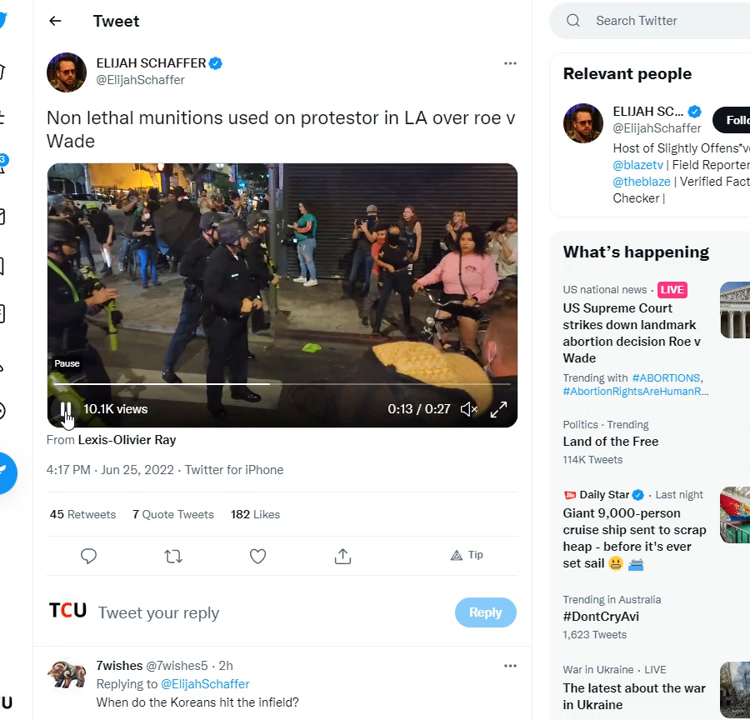 Tweet
Search Twitter
ELIJAH SCHAFFER
@ElijahSchaffer
Non lethal munitions used on protestor in LA over roe v
Wade
Pause
10.1K views
0:13 / 0:27
From Lexis-Olivier Ray
4:17 PM · Jun 25, 2022 · Twitter for iPhone
45 Retweets 7 Quote Tweets 182 Likes
Tip
TCU Tweet your reply
Reply
7wishes @7wishes5 · 2h
Replying to @ElijahSchaffer
When do the Koreans hit the infield?
Relevant people
ELIJAH SC...
@ElijahSchaffer
Follo
Host of Slightly Offens*ve
@blazetv | Field Reporter
@theblaze | Verified Fact
Checker |
What's happening
US national news · LIVE
US Supreme Court
strikes down landmark
abortion decision Roe v
Wade
Trending with #ABORTIONS,
#AbortionRightsAreHumanR...
Politics · Trending
Land of the Free
114K Tweets
Daily Star · Last night
Giant 9,000-person
cruise ship sent to scrap
heap - before it's ever
set sail 😬 🚢
Trending in Australia
#DontCryAvi
1,623 Tweets
War in Ukraine · LIVE
The latest about the war
in Ukraine
3